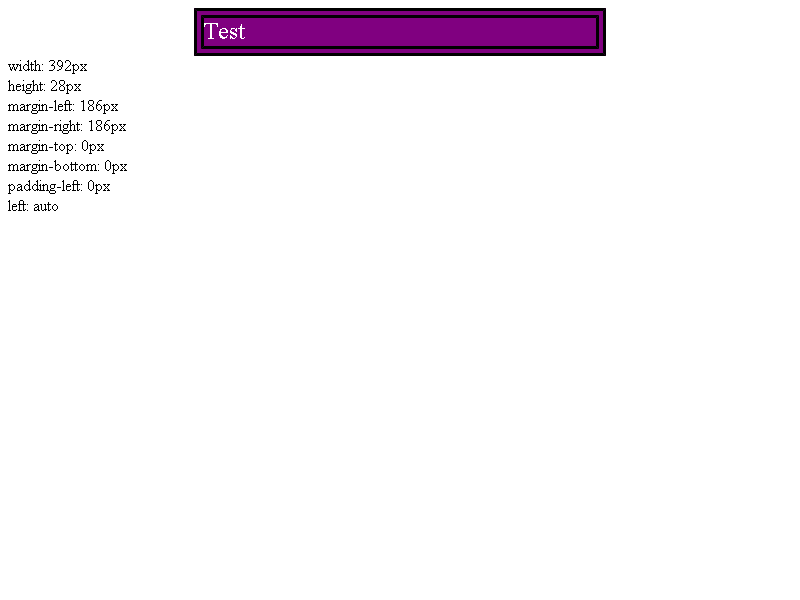 Test
width: 392px
height: 28px
margin-left: 186px
margin-right: 186px
margin-top: 0px
margin-bottom: 0px
padding-left: 0px
left: auto